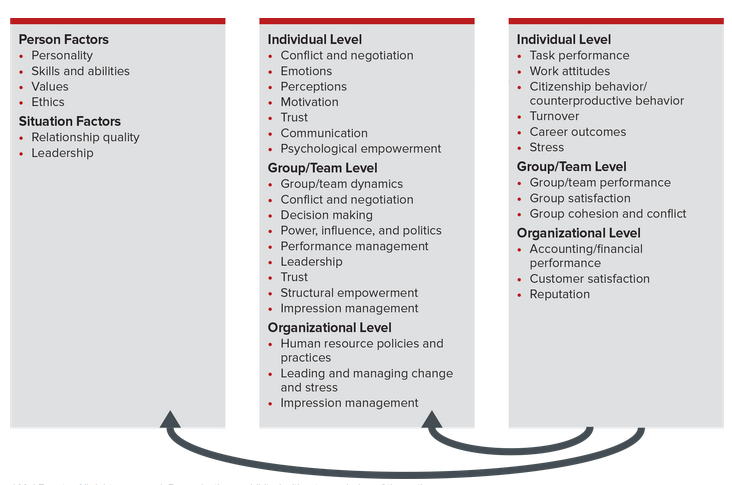 Person Factors
• Personality
• Skills and abilities
• Values
• Ethics
Situation Factors
• Relationship quality
• Leadership
Individual Level
• Conflict and negotiation
• Emotions
• Perceptions
• Motivation
• Trust
• Communication
• Psychological empowerment
Group/Team Level
• Group/team dynamics
• Conflict and negotiation
• Decision making
• Power, influence, and politics
• Performance management
• Leadership
• Trust
• Structural empowerment
• Impression management
Organizational Level
• Human resource policies and
practices
• Leading and managing change
and stress
• Impression management
Individual Level
• Task performance
• Work attitudes
• Citizenship behavior/
counterproductive behavior
• Turnover
• Career outcomes
• Stress
Group/Team Level
• Group/team performance
• Group satisfaction
• Group cohesion and conflict
Organizational Level
• Accounting/financial
performance
• Customer satisfaction
• Reputation